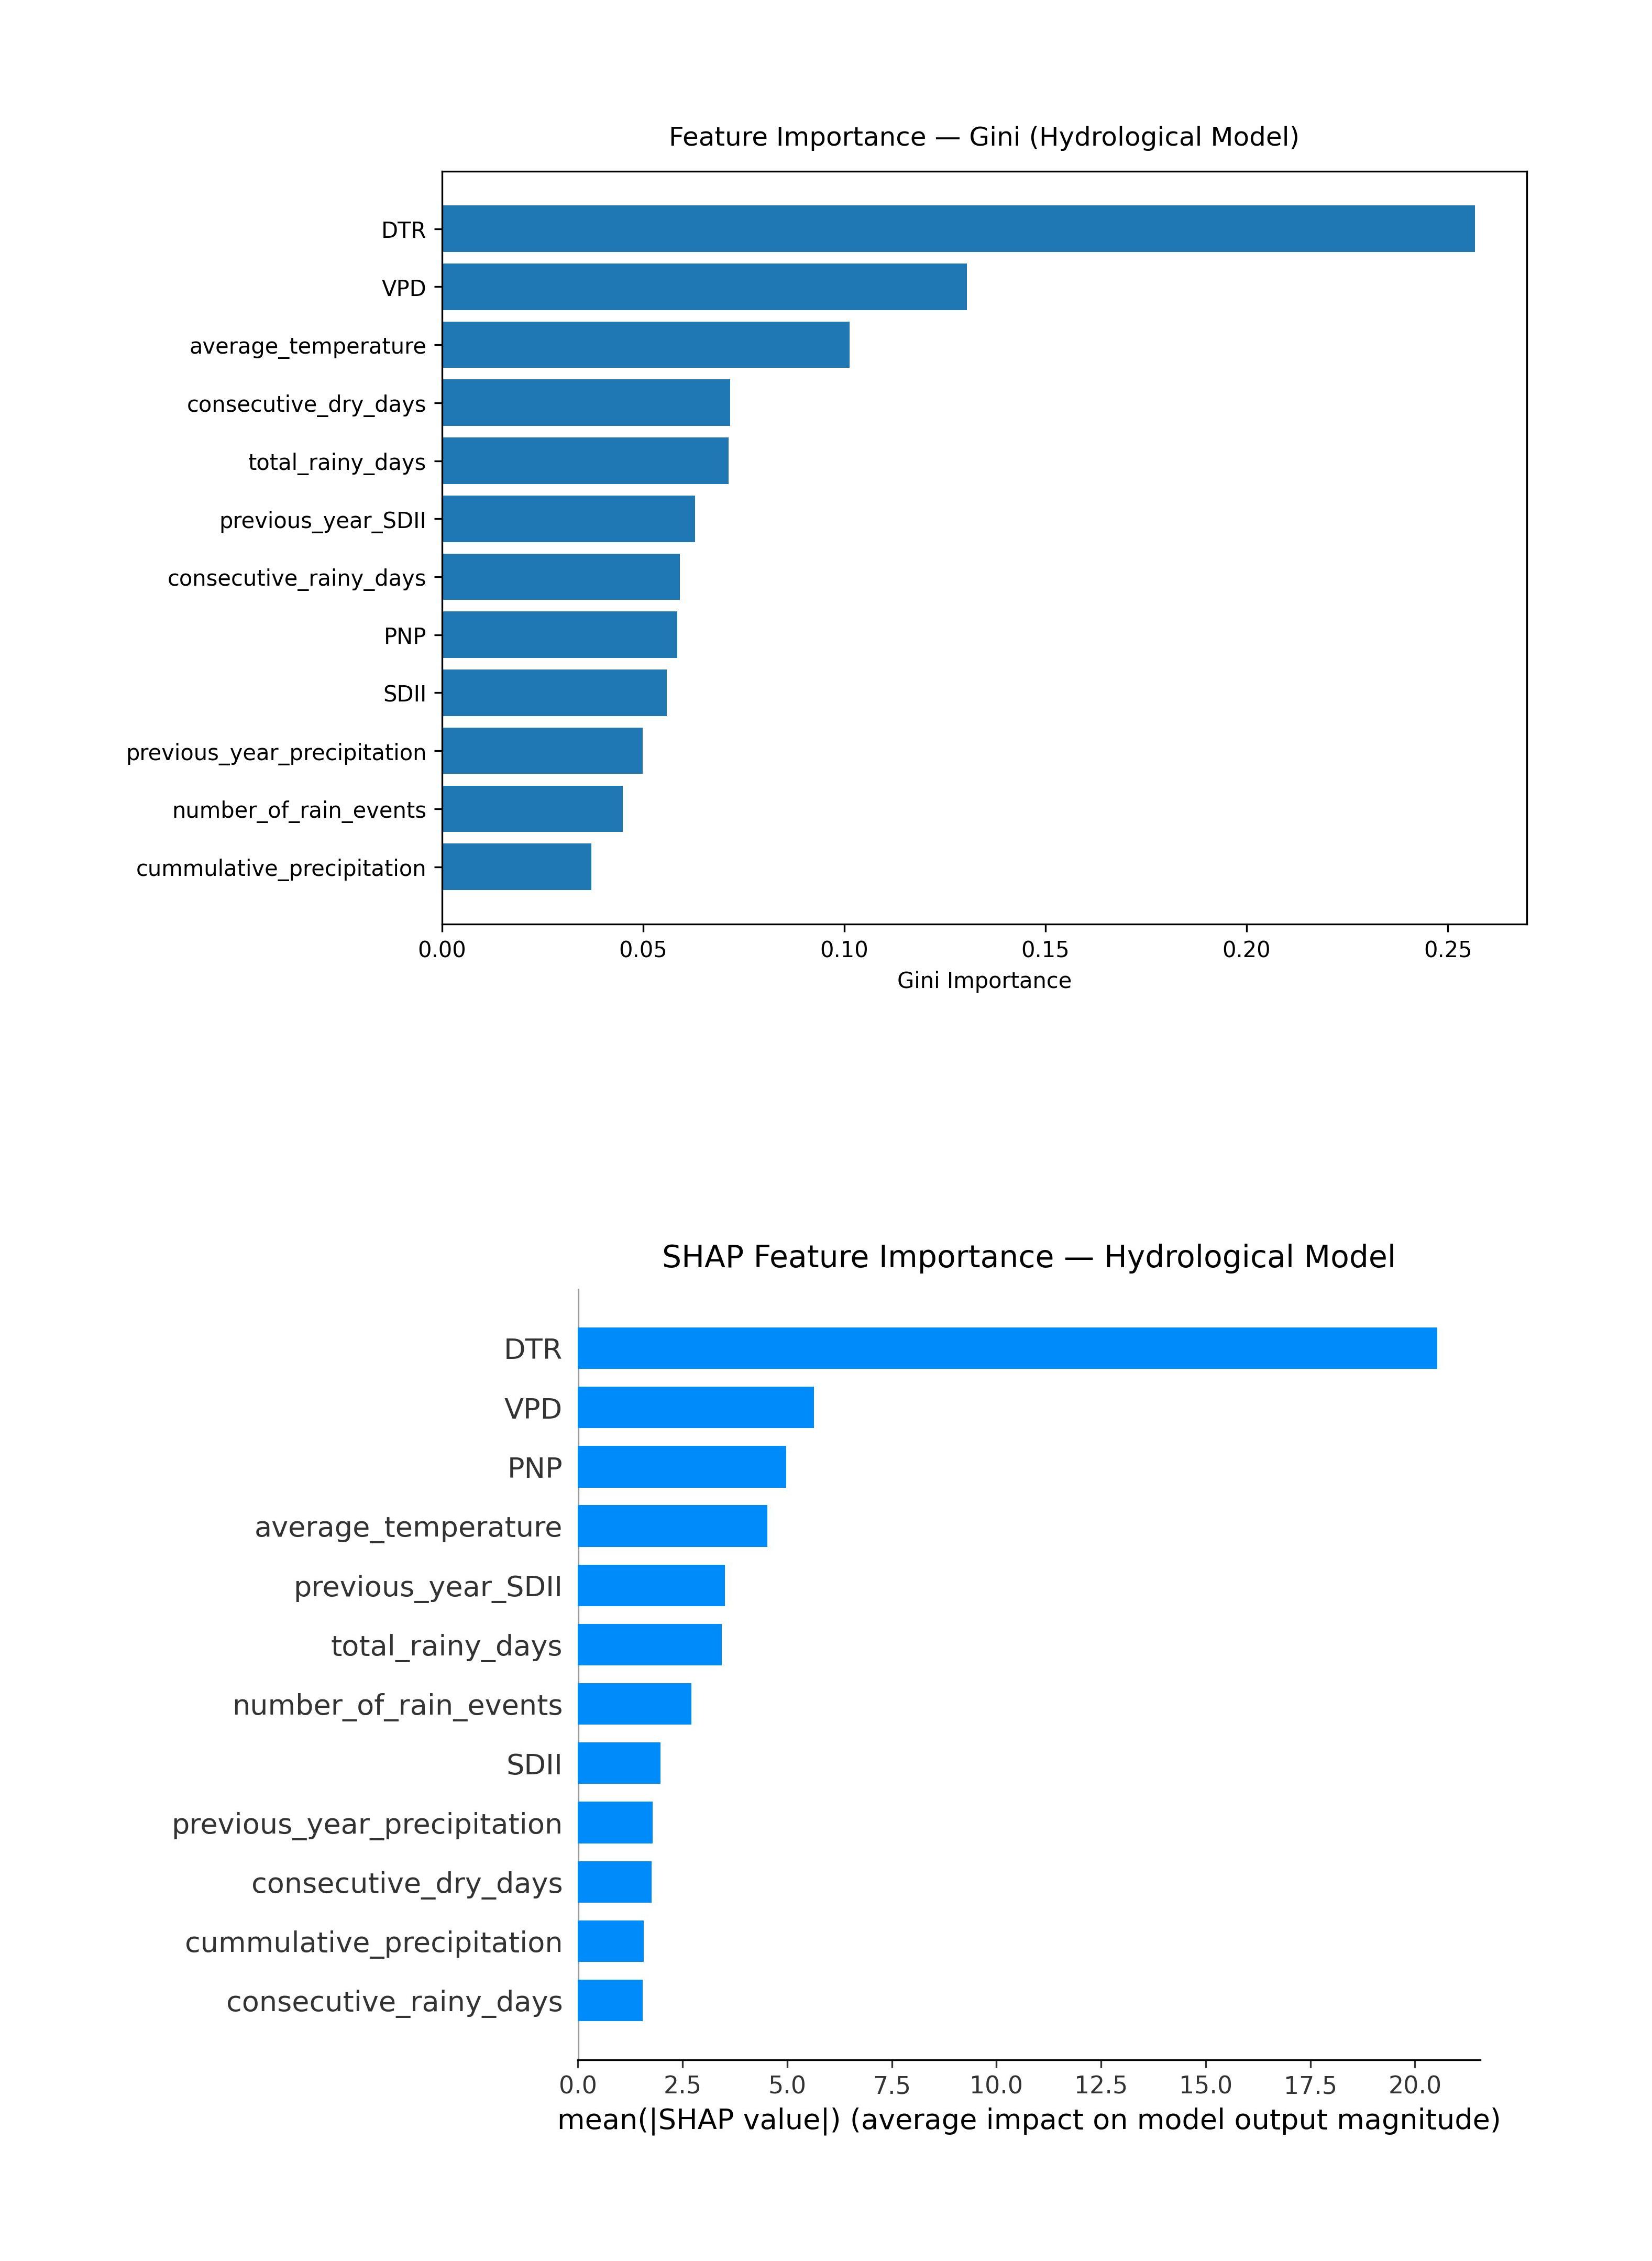 Feature Importance — Gini (Hydrological Model)
DTR
VPD
average_temperature
consecutive_dry_days
total_rainy_days
previous_year_SDII
consecutive_rainy_days
PNP
SDII
previous_year_precipitation
number_of_rain_events
cummulative_precipitation
0.00 0.05 0.10 0.15 0.20 0.25
Gini Importance
SHAP Feature Importance — Hydrological Model
DTR
VPD
PNP
average_temperature
previous_year_SDII
total_rainy_days
number_of_rain_events
SDII
previous_year_precipitation
consecutive_dry_days
cummulative_precipitation
consecutive_rainy_days
0.0 2.5 5.0 7.5 10.0 12.5 15.0 17.5 20.0
mean(|SHAP value|) (average impact on model output magnitude)